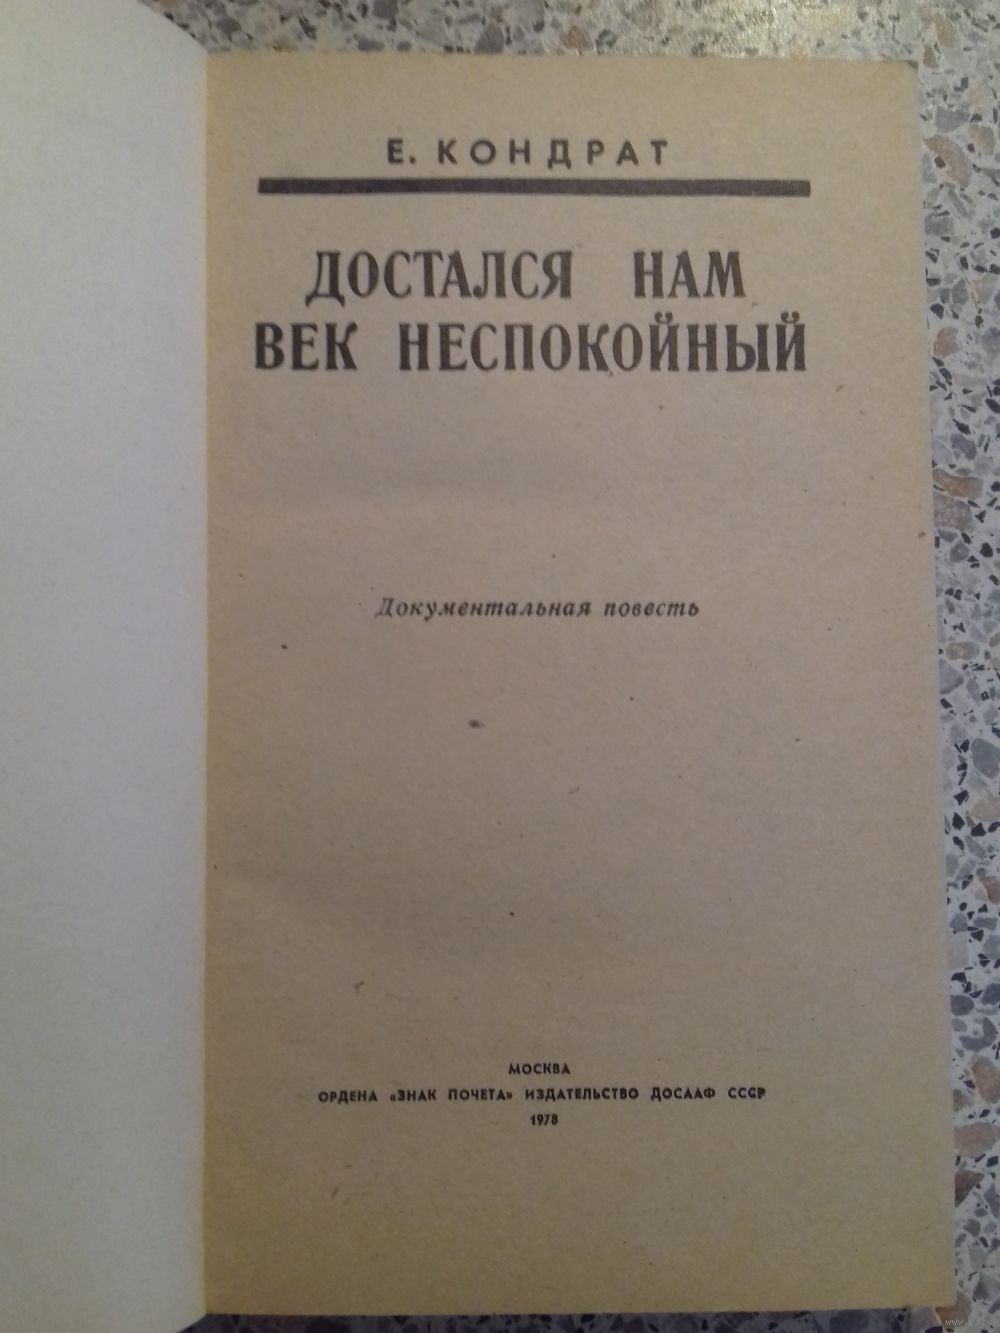 Е. КОНДРАТ
ДОСТАЛСЯ НАМ
ВЕК НЕСПОКОЙНЫЙ
Документальная повесть
МОСКВА
ОРДЕНА «ЗНАК ПОЧЕТА» ИЗДАТЕЛЬСТВО ДОСААФ СССР
1978